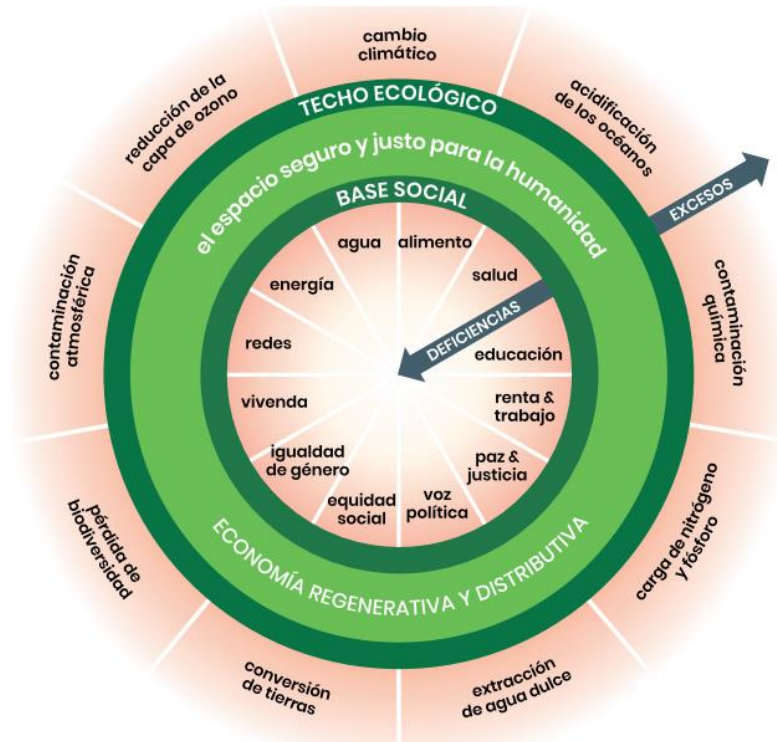 cambio
climático
acidificación
de los océanos
contaminación
química
carga de nitrógeno
y fósforo
extracción
de agua dulce
conversión
de tierras
pérdida de
biodiversidad
contaminación
atmosférica
reducción de la
capa de ozono
EXCESOS
TECHO ECOLÓGICO
el espacio seguro y justo para la humanidad
BASE SOCIAL
agua
alimento
salud
DEFICIENCIAS
educación
renta &
trabajo
paz &
justicia
voz
política
equidad
social
igualdad
de género
vivenda
redes
energía
ECONOMÍA REGENERATIVA Y DISTRIBUTIVA